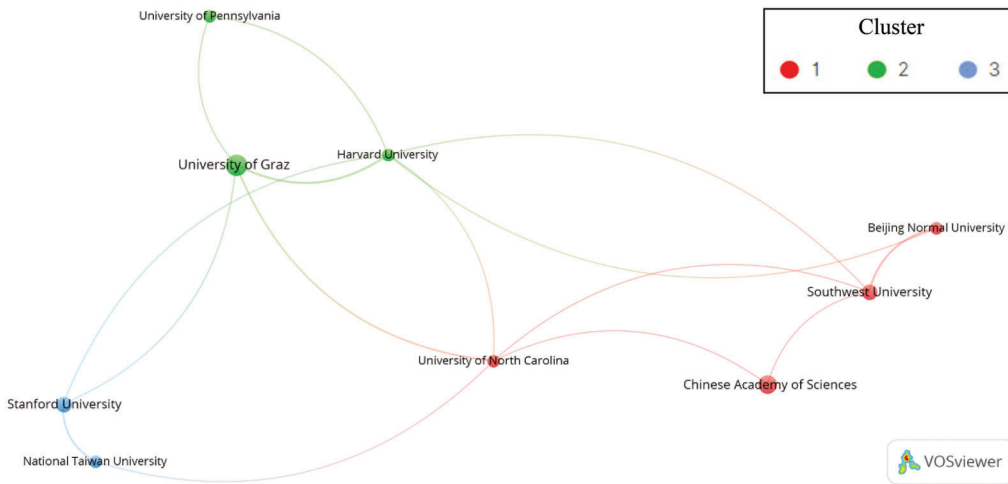 University of Pennsylvania
Cluster
1 2 3
University of Graz
Harvard University
Beijing Normal University
Southwest University
University of North Carolina
Chinese Academy of Sciences
Stanford University
National Taiwan University
VOSviewer